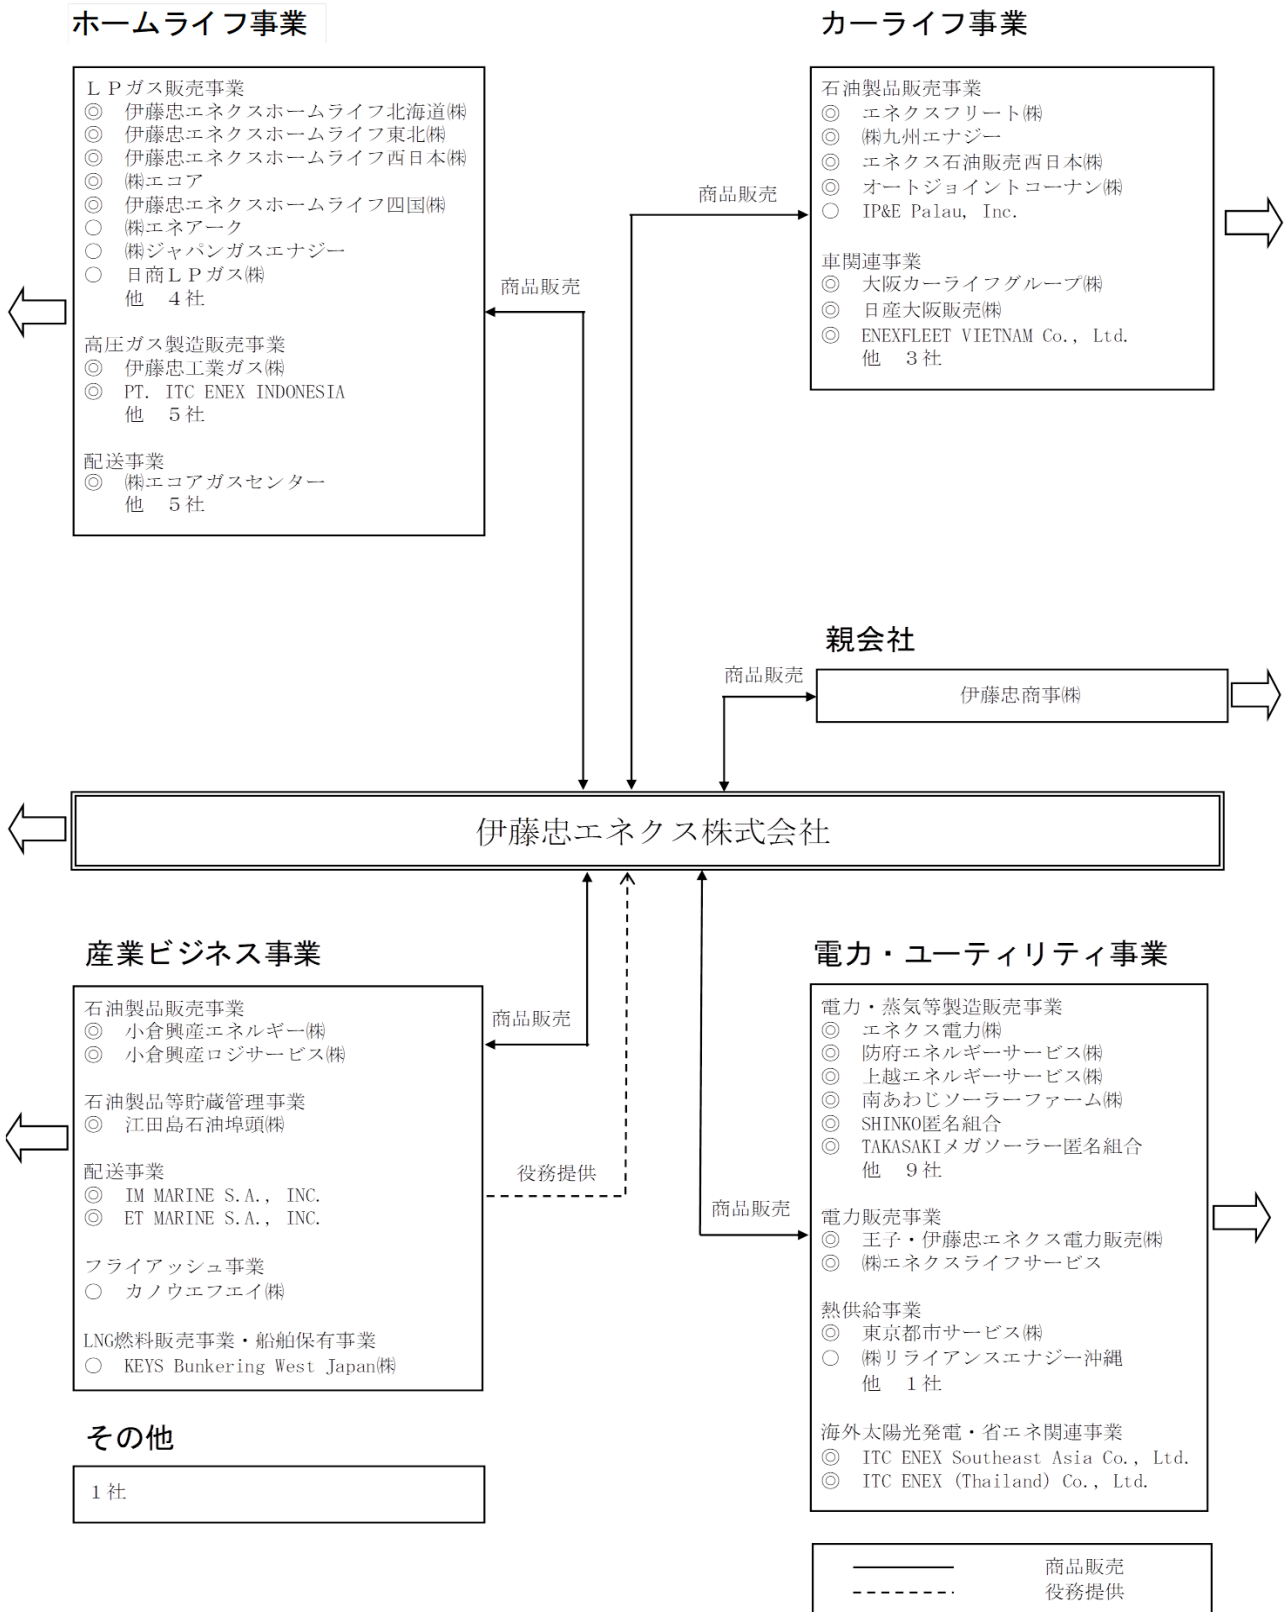 ホームライフ事業
ＬＰガス販売事業
◎ 伊藤忠エネクスホームライフ北海道㈱
◎ 伊藤忠エネクスホームライフ東北㈱
◎ 伊藤忠エネクスホームライフ西日本㈱
◎ ㈱エコア
◎ 伊藤忠エネクスホームライフ四国㈱
○ ㈱エネアーク
○ ㈱ジャパンガスエナジー
○ 日商ＬＰガス㈱
他 ４社
高圧ガス製造販売事業
◎ 伊藤忠工業ガス㈱
◎ PT. ITC ENEX INDONESIA
他 ５社
配送事業
◎ ㈱エコアガスセンター
他 ５社
商品販売
カーライフ事業
石油製品販売事業
◎ エネクスフリート㈱
◎ ㈱九州エナジー
◎ エネクス石油販売西日本㈱
◎ オートジョイントコーナン㈱
○ IP&E Palau, Inc.
車関連事業
◎ 大阪カーライフグループ㈱
◎ 日産大阪販売㈱
◎ ENEXFLEET VIETNAM Co., Ltd.
他 ３社
商品販売
親会社
商品販売
伊藤忠商事㈱
伊藤忠エネクス株式会社
産業ビジネス事業
石油製品販売事業
◎ 小倉興産エネルギー㈱
◎ 小倉興産ロジサービス㈱
石油製品等貯蔵管理事業
◎ 江田島石油埠頭㈱
配送事業
◎ IM MARINE S.A., INC.
◎ ET MARINE S.A., INC.
フライアッシュ事業
○ カノウエフエイ㈱
LNG燃料販売事業・船舶保有事業
○ KEYS Bunkering West Japan㈱
商品販売
役務提供
その他
１社
電力・ユーティリティ事業
電力・蒸気等製造販売事業
◎ エネクス電力㈱
◎ 防府エネルギーサービス㈱
◎ 上越エネルギーサービス㈱
◎ 南あわじソーラーファーム㈱
◎ SHINKO匿名組合
◎ TAKASAKIメガソーラー匿名組合
他 ９社
電力販売事業
◎ 王子・伊藤忠エネクス電力販売㈱
◎ ㈱エネクスライフサービス
熱供給事業
◎ 東京都市サービス㈱
○ ㈱リライアンスエナジー沖縄
他 １社
海外太陽光発電・省エネ関連事業
◎ ITC ENEX Southeast Asia Co., Ltd.
◎ ITC ENEX (Thailand) Co., Ltd.
商品販売
商品販売
役務提供